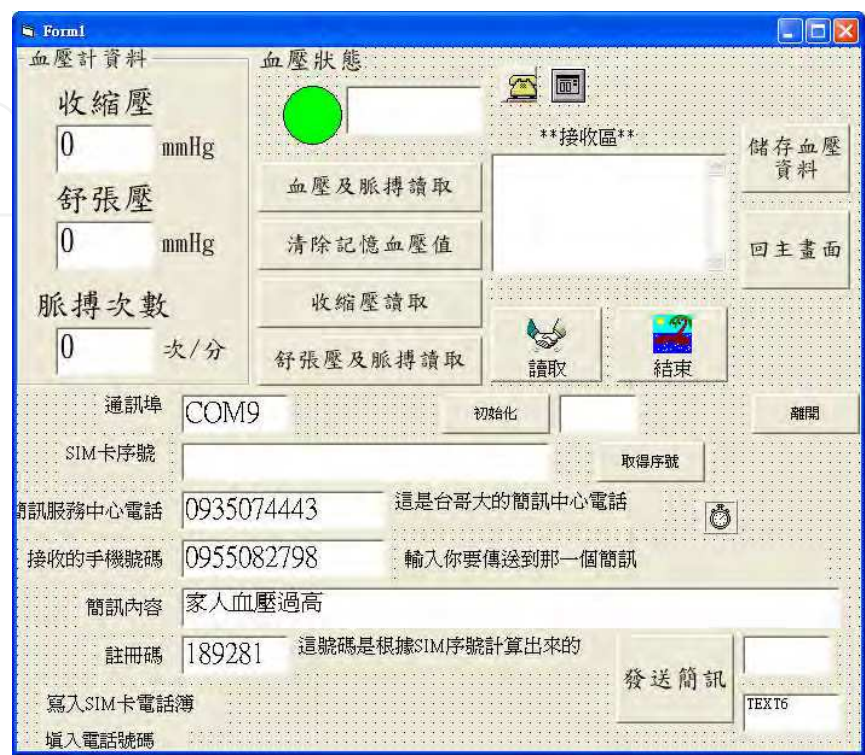 Form1
血壓計資料
收縮壓
0 mmHg
舒張壓
0 mmHg
脈搏次數
0 次/分
血壓狀態
血壓及脈搏讀取
清除記憶血壓值
收縮壓讀取
舒張壓及脈搏讀取
**接收區**
讀取
結束
儲存血壓
資料
回主畫面
通訊埠 COM9 初始化 離開
SIM卡序號 取得序號
簡訊服務中心電話 0935074443 這是台哥大的簡訊中心電話
接收的手機號碼 0955082798 輸入你要傳送到那一個簡訊
簡訊內容 家人血壓過高
註冊碼 189281 這號碼是根據SIM序號計算出來的
發送簡訊
TEXT6
寫入SIM卡電話簿
填入電話號碼